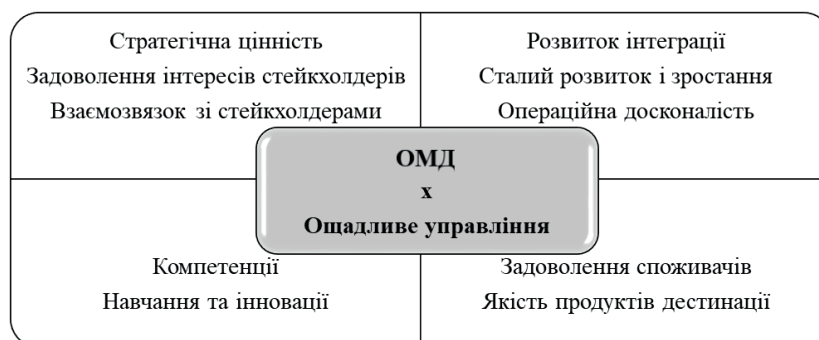 Стратегічна цінність
Задоволення інтересів стейкхолдерів
Взаємозвязок зі стейкхолдерами
Розвиток інтеграції
Сталий розвиток і зростання
Операційна досконалість
ОМД
х
Ощадливе управління
Компетенції
Навчання та інновації
Задоволення споживачів
Якість продуктів дестинації